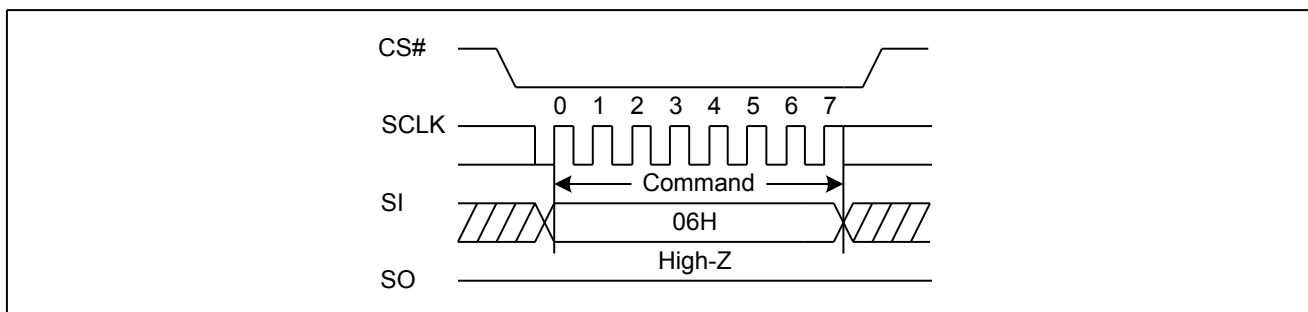 CS#
0 1 2 3 4 5 6 7
SCLK
Command
SI
06H
High-Z
SO